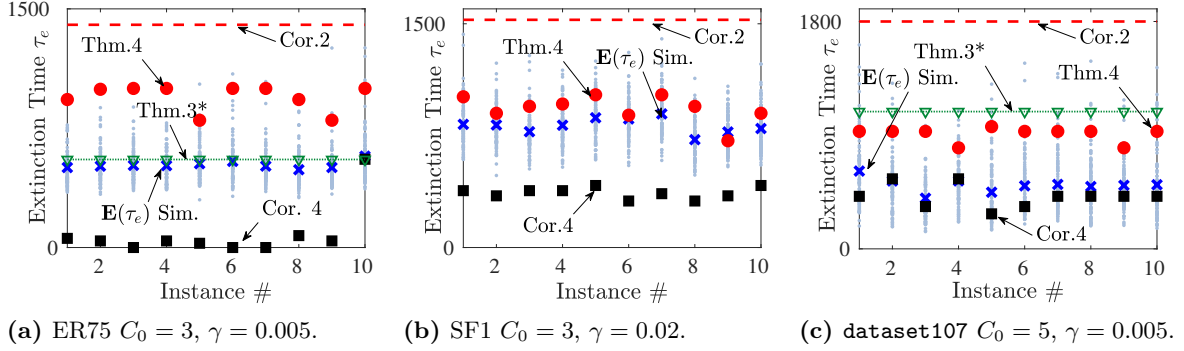 1500
Cor.2
Thm.4
Thm.3*
E(τe) Sim.
Cor. 4
0
2 4 6 8 10
Extinction Time τe
Instance #
(a) ER75 C0 = 3, γ = 0.005.
1500
Cor.2
Thm.4
E(τe) Sim.
Cor.4
0
2 4 6 8 10
Extinction Time τe
Instance #
(b) SF1 C0 = 3, γ = 0.02.
1800
Cor.2
Thm.3*
E(τe) Sim.
Thm.4
Cor.4
0
2 4 6 8 10
Extinction Time τe
Instance #
(c) dataset107 C0 = 5, γ = 0.005.